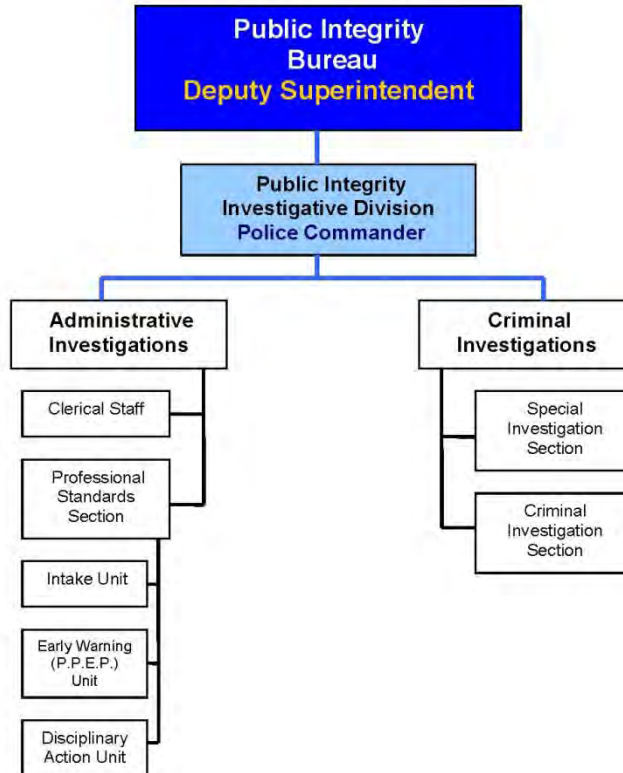 Public Integrity
Bureau
Deputy Superintendent
Public Integrity
Investigative Division
Police Commander
Administrative
Investigations
Clerical Staff
Professional
Standards
Section
Intake Unit
Early Warning
(P.P.E.P.)
Unit
Disciplinary
Action Unit
Criminal
Investigations
Special
Investigation
Section
Criminal
Investigation
Section